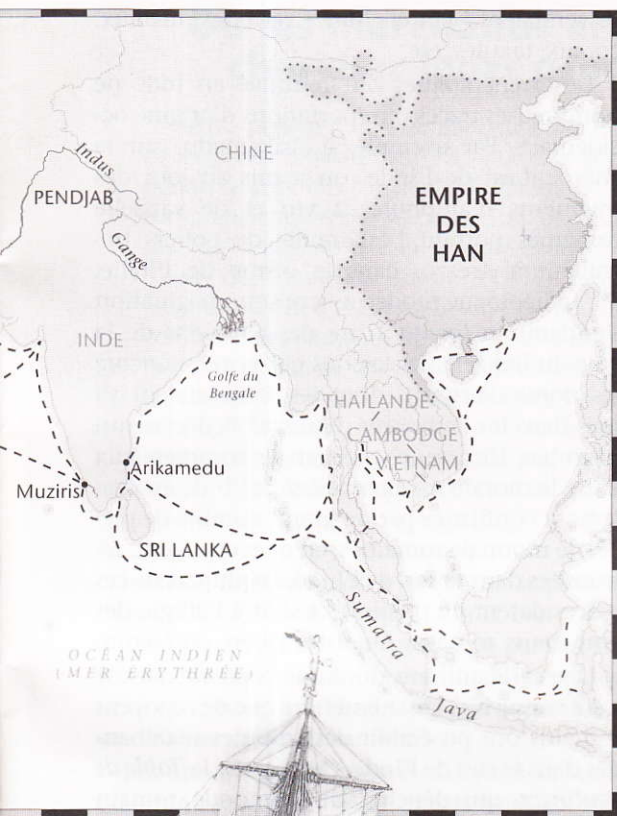 CHINE
Indus
PENDJAB
EMPIRE
DES
HAN
Gange
INDE
Golfe du
Bengale
THAÏLANDE
CAMBODGE
VIETNAM
Arikamedu
Muziris
SRI LANKA
Sumatra
OCÉAN INDIEN
(MER ÉRYTHRÉE)
Java